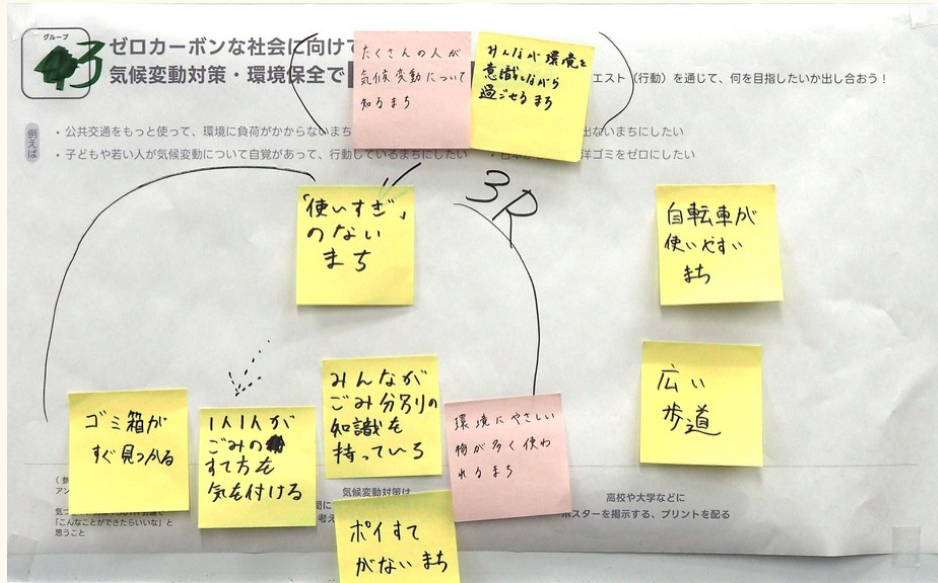 グループ
3
ゼロカーボンな社会に向けて
気候変動対策・環境保全で
エスト（行動）を通じて、何を目指したいか出し合おう！
たくさんの人が
気候変動について
知るまち
みんなが環境を
意識しながら
過ごせるまち
例えば
・公共交通をもっと使って、環境に負荷がかからないまち
出ないまちにしたい
・子どもや若い人が気候変動について自覚があって、行動しているまちにしたい
洋ゴミをゼロにしたい
3R
「使いすぎ」
のない
まち
自転車が
使いやすい
まち
広い
歩道
ゴミ箱が
すぐ見つかる
1人1人が
ごみの
すて方を
気を付ける
みんなが
ごみ分別の
知識を
持っている
環境にやさしい
物が多く使わ
れるまち
ポイすて
がないまち
気候変動対策は
「こんなことができたらいいな」と
思うこと
高校や大学などに
ポスターを掲示する、プリントを配る